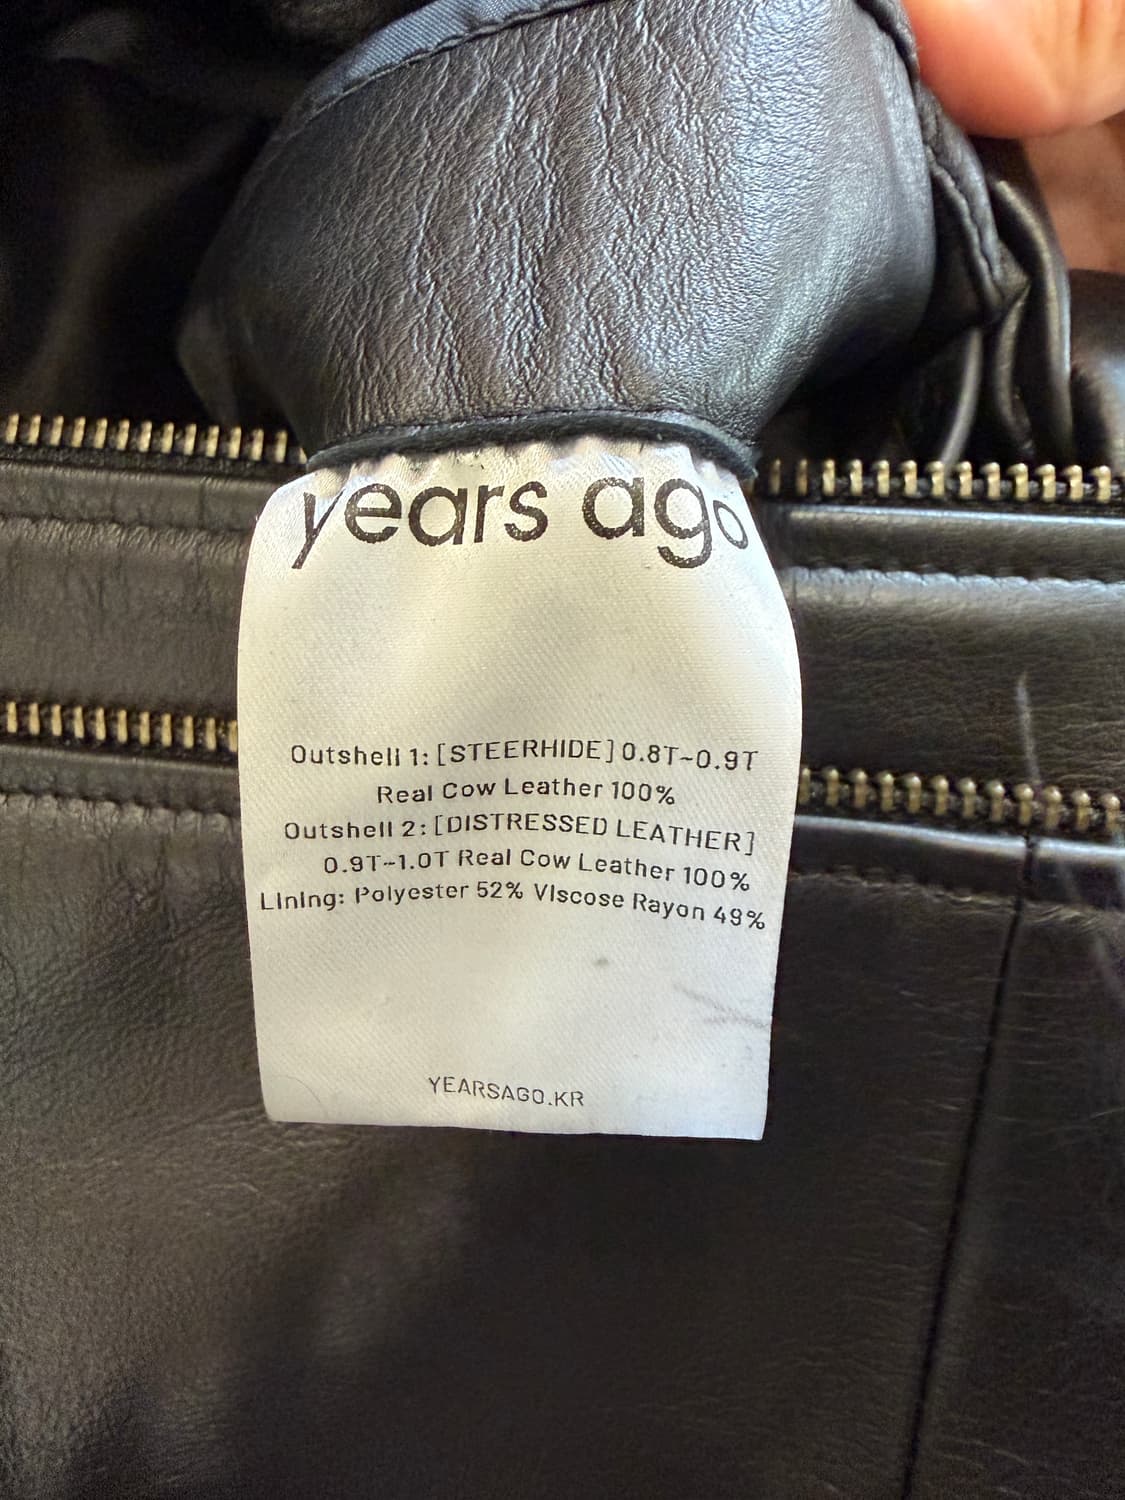 years ago
Outshell 1: [STEERHIDE] 0.8T~0.9T
Real Cow Leather 100%
Outshell 2: [DISTRESSED LEATHER]
0.9T~1.0T Real Cow Leather 100%
Lining: Polyester 52% Viscose Rayon 49%
YEARSAGO.KR